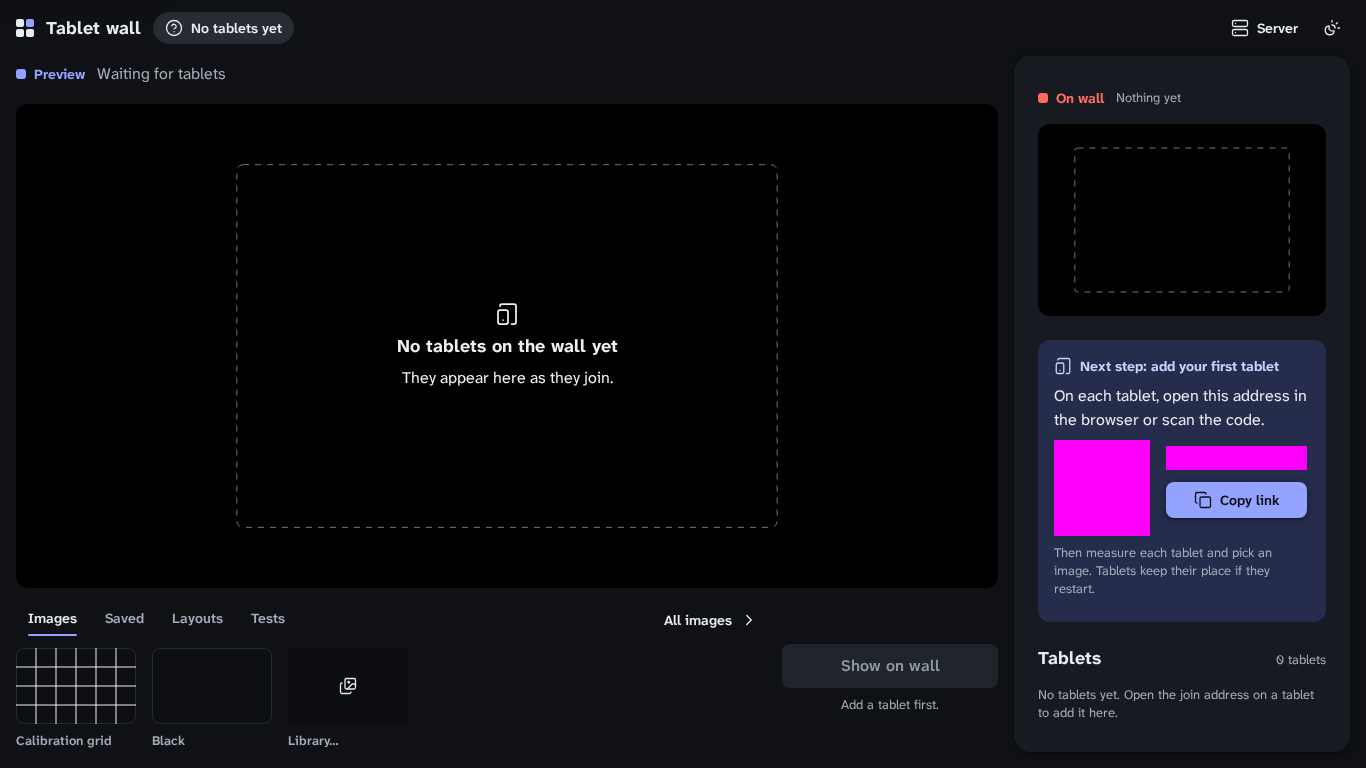 Tablet wall
No tablets yet
Server
Preview
Waiting for tablets
On wall
Nothing yet
No tablets on the wall yet
They appear here as they join.
Next step: add your first tablet
On each tablet, open this address in
the browser or scan the code.
Copy link
Then measure each tablet and pick an
image. Tablets keep their place if they
restart.
Images
Saved
Layouts
Tests
All images
Show on wall
Add a tablet first.
Calibration grid
Black
Library...
Tablets
0 tablets
No tablets yet. Open the join address on a tablet
to add it here.